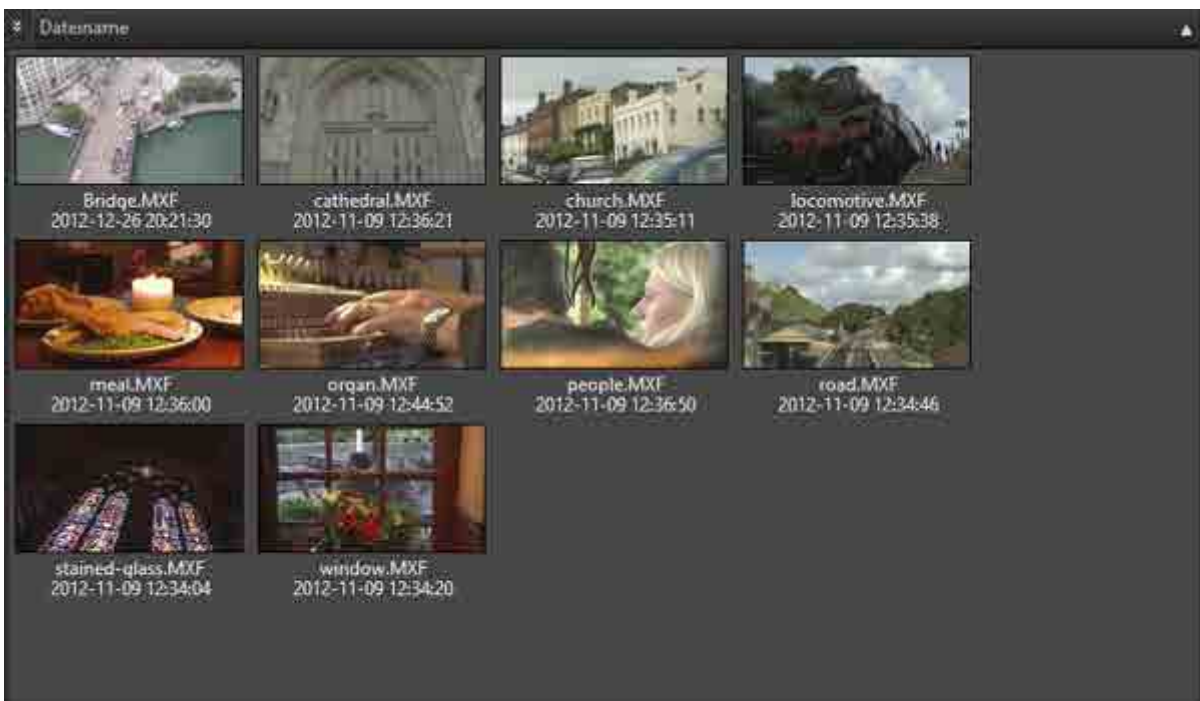 Dateiname
Bridge.MXF
2012-12-26 20:21:30
cathedral.MXF
2012-11-09 12:36:21
church.MXF
2012-11-09 12:35:11
locomotive.MXF
2012-11-09 12:35:38
meal.MXF
2012-11-09 12:36:00
organ.MXF
2012-11-09 12:44:52
people.MXF
2012-11-09 12:36:50
road.MXF
2012-11-09 12:34:46
stained-glass.MXF
2012-11-09 12:34:04
window.MXF
2012-11-09 12:34:20